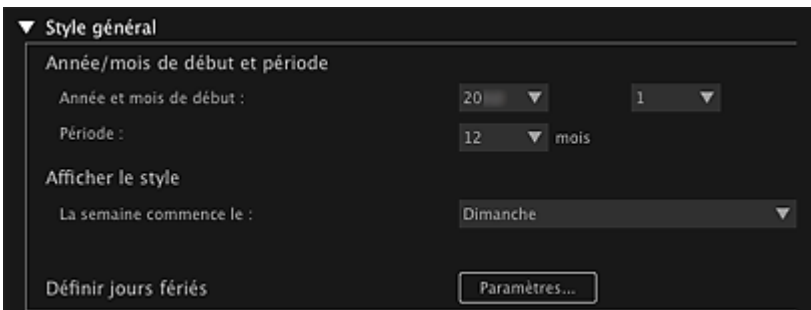 Style général
Année/mois de début et période
Année et mois de début : 20 1
Période : 12 mois
Afficher le style
La semaine commence le : Dimanche
Définir jours fériés Paramètres...